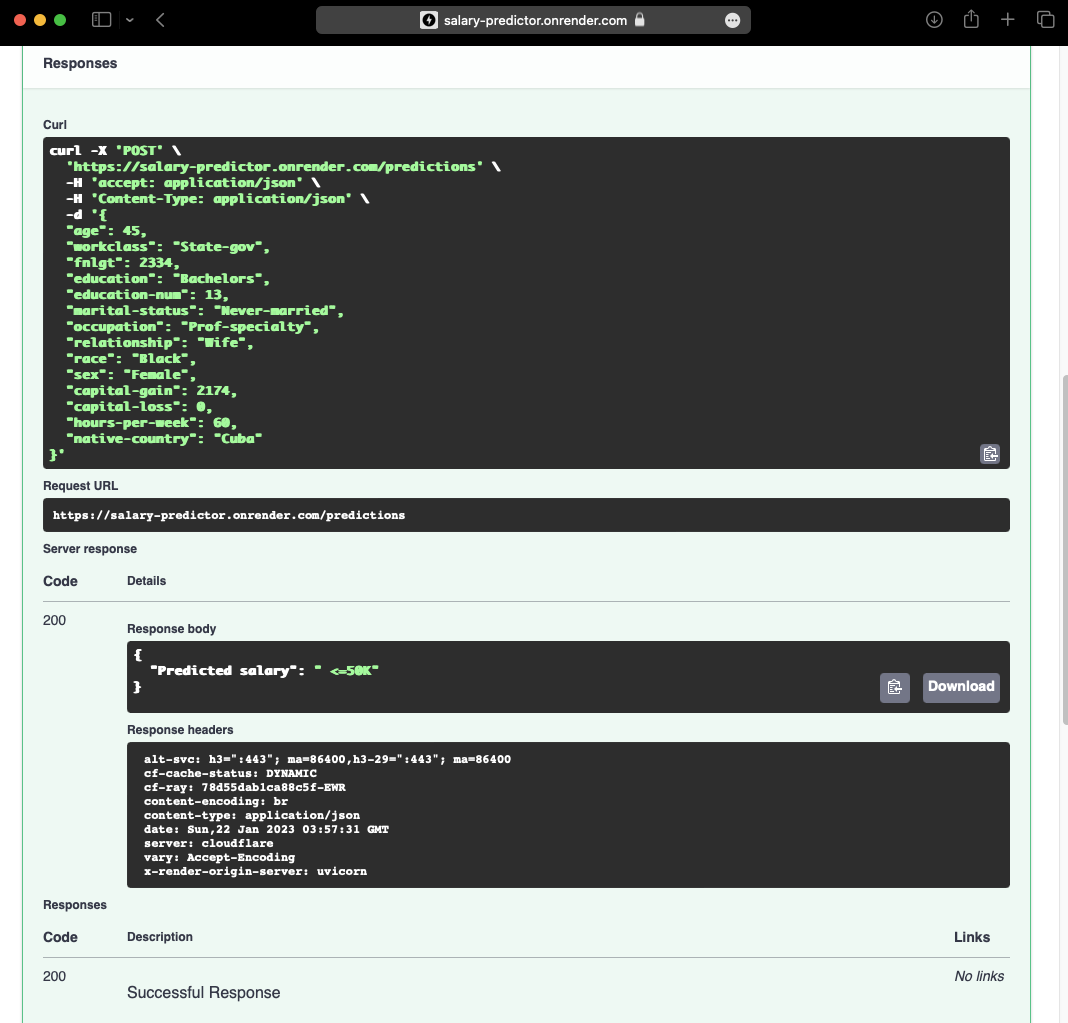 salary-predictor.onrender.com
Responses
Curl
curl -X 'POST' \
  'https://salary-predictor.onrender.com/predictions' \
  -H 'accept: application/json' \
  -H 'Content-Type: application/json' \
  -d '{
  "age": 45,
  "workclass": "State-gov",
  "fnlgt": 2334,
  "education": "Bachelors",
  "education-num": 13,
  "marital-status": "Never-married",
  "occupation": "Prof-specialty",
  "relationship": "Wife",
  "race": "Black",
  "sex": "Female",
  "capital-gain": 2174,
  "capital-loss": 0,
  "hours-per-week": 60,
  "native-country": "Cuba"
}'
Request URL
https://salary-predictor.onrender.com/predictions
Server response
Code Details
200
Response body
{
  "Predicted salary": " <=50K"
}
Download
Response headers
alt-svc: h3=":443"; ma=86400,h3-29=":443"; ma=86400
cf-cache-status: DYNAMIC
cf-ray: 78d55dab1ca88c5f-EWR
content-encoding: br
content-type: application/json
date: Sun,22 Jan 2023 03:57:31 GMT
server: cloudflare
vary: Accept-Encoding
x-render-origin-server: uvicorn
Responses
Code Description Links
200 No links
Successful Response